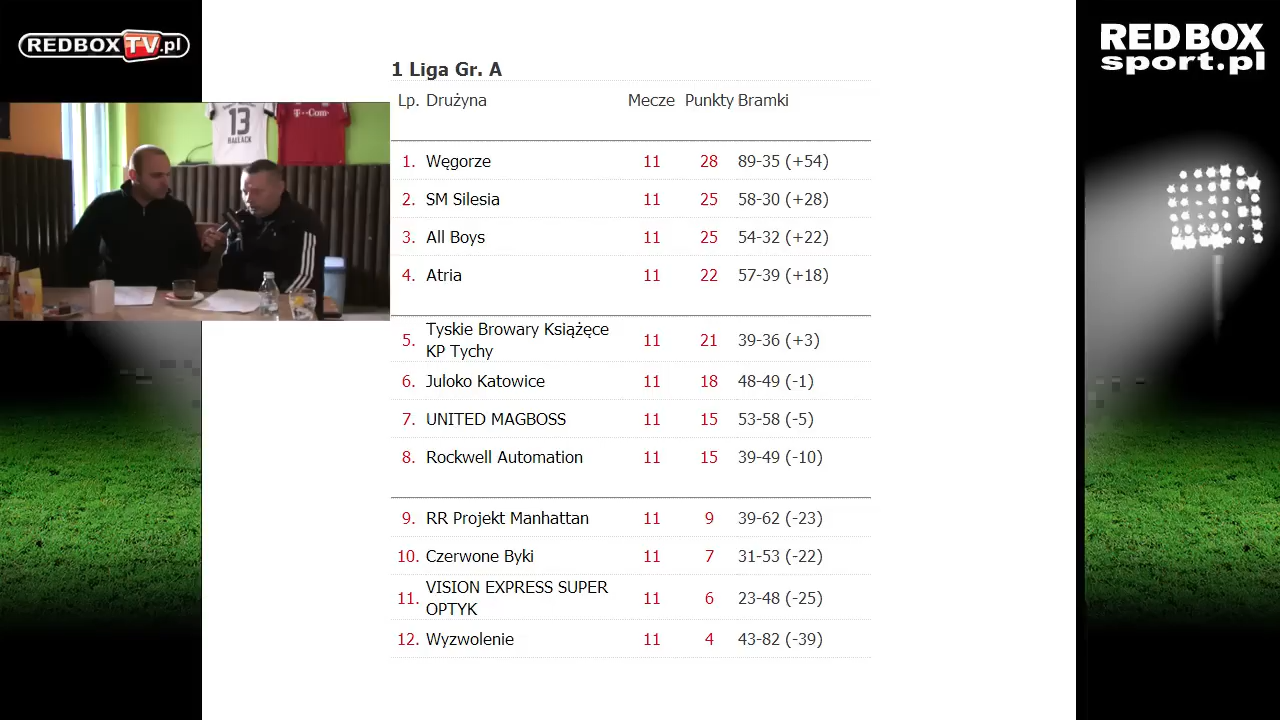 REDBOXTV.pl
RED BOX
sport.pl
13
BALLACK
T··Com·
1 Liga Gr. A
Lp. Drużyna Mecze Punkty Bramki
1. Węgorze 11 28 89-35 (+54)
2. SM Silesia 11 25 58-30 (+28)
3. All Boys 11 25 54-32 (+22)
4. Atria 11 22 57-39 (+18)
5. Tyskie Browary Książęce
KP Tychy 11 21 39-36 (+3)
6. Juloko Katowice 11 18 48-49 (-1)
7. UNITED MAGBOSS 11 15 53-58 (-5)
8. Rockwell Automation 11 15 39-49 (-10)
9. RR Projekt Manhattan 11 9 39-62 (-23)
10. Czerwone Byki 11 7 31-53 (-22)
11. VISION EXPRESS SUPER
OPTYK 11 6 23-48 (-25)
12. Wyzwolenie 11 4 43-82 (-39)